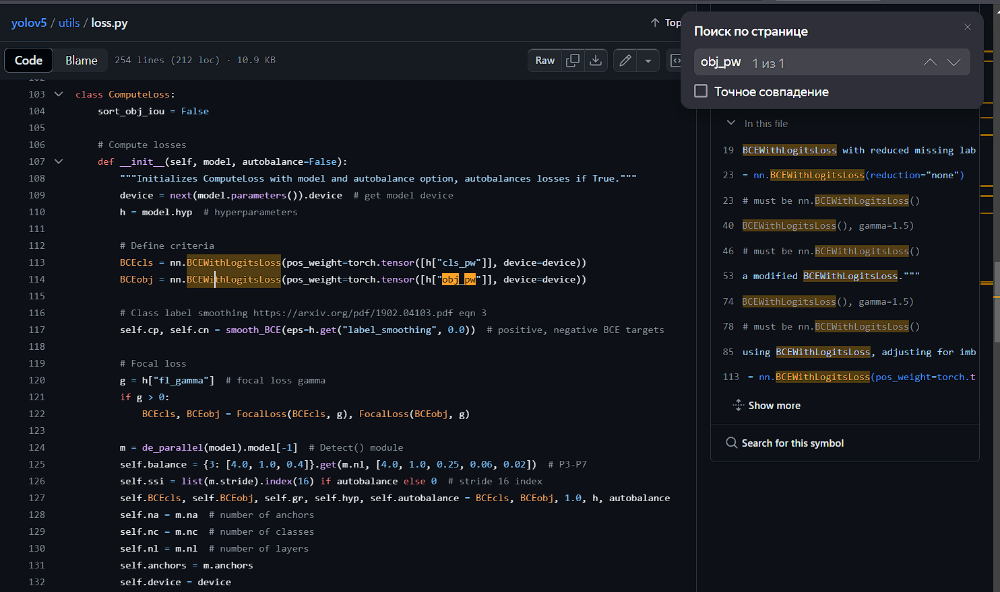 yolov5 / utils / loss.py
Top
Code Blame 254 lines (212 loc) · 10.9 KB
Raw
103 class ComputeLoss:
104 sort_obj_iou = False
105
106 # Compute losses
107 def __init__(self, model, autobalance=False):
108 """Initializes ComputeLoss with model and autobalance option, autobalances losses if True."""
109 device = next(model.parameters()).device  # get model device
110 h = model.hyp  # hyperparameters
111
112 # Define criteria
113 BCEcls = nn.BCEWithLogitsLoss(pos_weight=torch.tensor([h["cls_pw"]], device=device))
114 BCEobj = nn.BCEWithLogitsLoss(pos_weight=torch.tensor([h["obj_pw"]], device=device))
115
116 # Class label smoothing https://arxiv.org/pdf/1902.04103.pdf eqn 3
117 self.cp, self.cn = smooth_BCE(eps=h.get("label_smoothing", 0.0))  # positive, negative BCE targets
118
119 # Focal loss
120 g = h["fl_gamma"]  # focal loss gamma
121 if g > 0:
122 BCEcls, BCEobj = FocalLoss(BCEcls, g), FocalLoss(BCEobj, g)
123
124 m = de_parallel(model).model[-1]  # Detect() module
125 self.balance = {3: [4.0, 1.0, 0.4]}.get(m.nl, [4.0, 1.0, 0.25, 0.06, 0.02])  # P3-P7
126 self.ssi = list(m.stride).index(16) if autobalance else 0  # stride 16 index
127 self.BCEcls, self.BCEobj, self.gr, self.hyp, self.autobalance = BCEcls, BCEobj, 1.0, h, autobalance
128 self.na = m.na  # number of anchors
129 self.nc = m.nc  # number of classes
130 self.nl = m.nl  # number of layers
131 self.anchors = m.anchors
132 self.device = device
Поиск по странице
obj_pw 1 из 1
Точное совпадение
In this file
19 BCEWithLogitsLoss with reduced missing lab
23 = nn.BCEWithLogitsLoss(reduction="none")
23 # must be nn.BCEWithLogitsLoss()
40 BCEWithLogitsLoss(), gamma=1.5)
46 # must be nn.BCEWithLogitsLoss()
53 a modified BCEWithLogitsLoss."""
74 BCEWithLogitsLoss(), gamma=1.5)
78 # must be nn.BCEWithLogitsLoss()
85 using BCEWithLogitsLoss, adjusting for imb
113 = nn.BCEWithLogitsLoss(pos_weight=torch.t
Show more
Search for this symbol